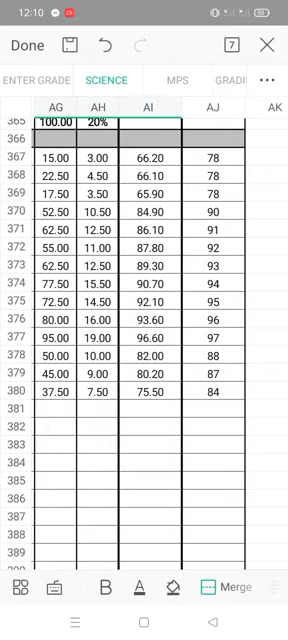 12:10
Done 7
ENTER GRADE SCIENCE MPS GRADI
AG AH AI AJ AK
365 100.00 20%
366
367 15.00 3.00 66.20 78
368 22.50 4.50 66.10 78
369 17.50 3.50 65.90 78
370 52.50 10.50 84.90 90
371 62.50 12.50 86.10 91
372 55.00 11.00 87.80 92
373 62.50 12.50 89.30 93
374 77.50 15.50 90.70 94
375 72.50 14.50 92.10 95
376 80.00 16.00 93.60 96
377 95.00 19.00 96.60 97
378 50.00 10.00 82.00 88
379 45.00 9.00 80.20 87
380 37.50 7.50 75.50 84
381
382
383
384
385
386
387
388
389
B A Merge